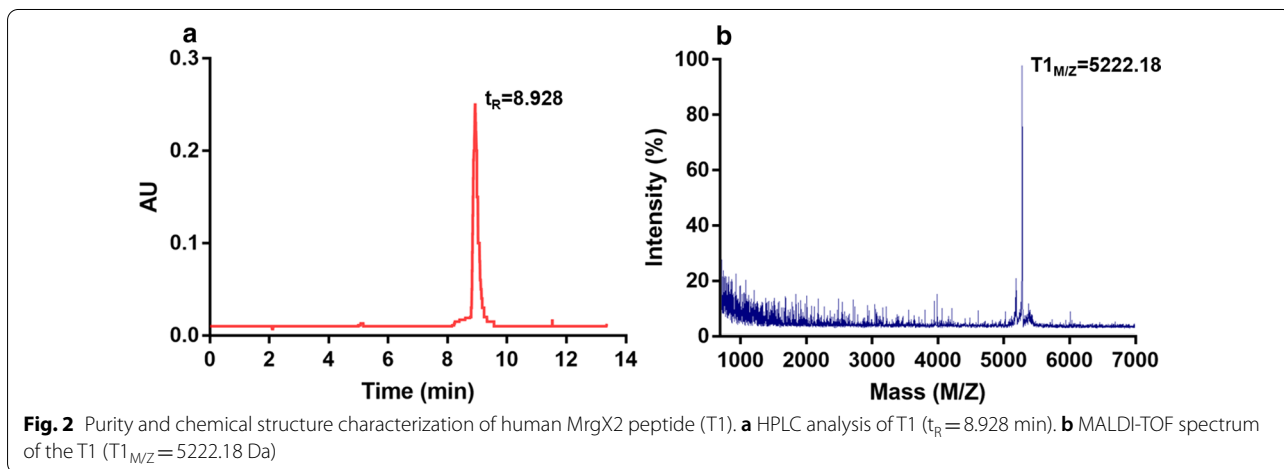 a
0.3
0.2
0.1
0.0
AU
tR=8.928
0 2 4 6 8 10 12 14
Time (min)
b
100
80
60
40
20
0
Intensity (%)
T1M/Z=5222.18
1000 2000 3000 4000 5000 6000 7000
Mass (M/Z)
Fig. 2 Purity and chemical structure characterization of human MrgX2 peptide (T1). a HPLC analysis of T1 (tR = 8.928 min). b MALDI-TOF spectrum
of the T1 (T1M/Z = 5222.18 Da)